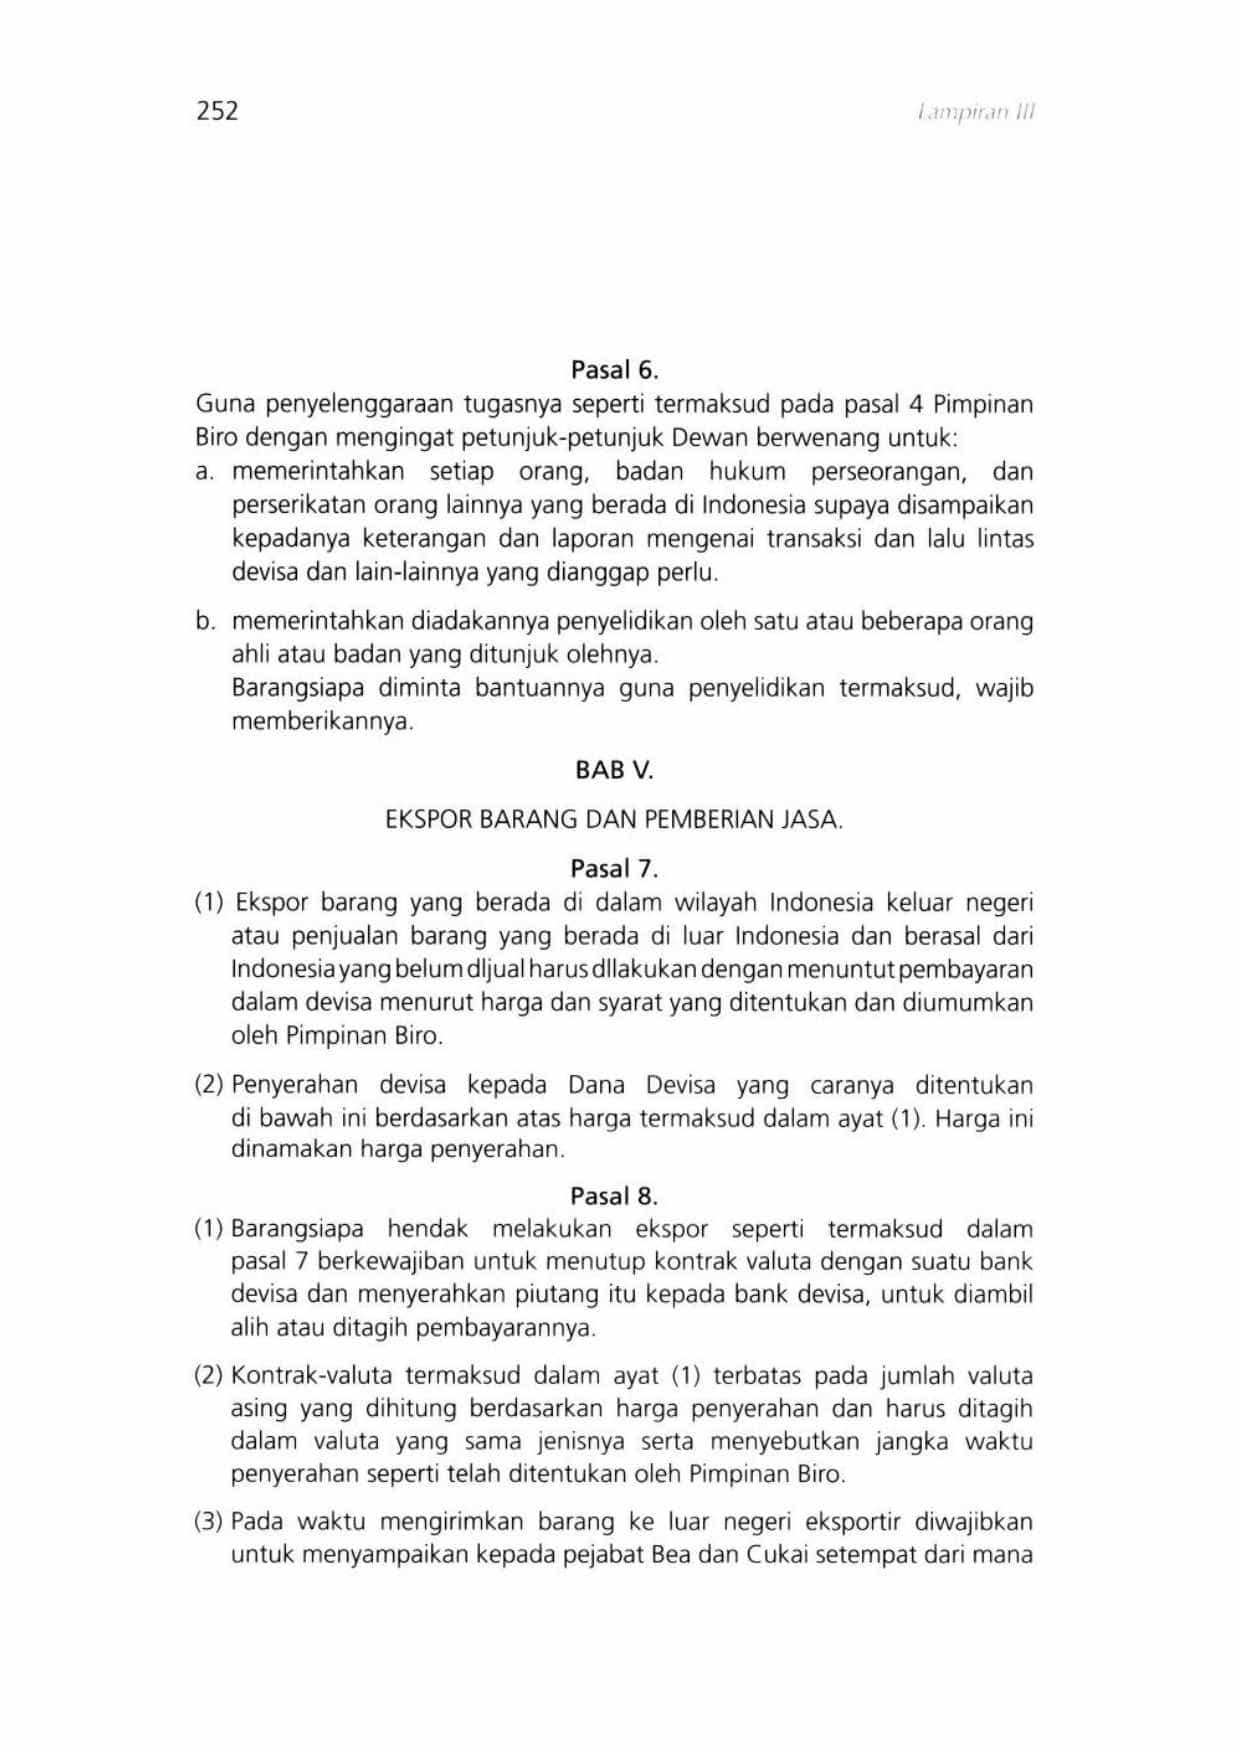 252
Lampiran III
Pasal 6.
Guna penyelenggaraan tugasnya seperti termaksud pada pasal 4 Pimpinan
Biro dengan mengingat petunjuk-petunjuk Dewan berwenang untuk:
a. memerintahkan setiap orang, badan hukum perseorangan, dan
perserikatan orang lainnya yang berada di Indonesia supaya disampaikan
kepadanya keterangan dan laporan mengenai transaksi dan lalu lintas
devisa dan lain-lainnya yang dianggap perlu.
b. memerintahkan diadakannya penyelidikan oleh satu atau beberapa orang
ahli atau badan yang ditunjuk olehnya.
Barangsiapa diminta bantuannya guna penyelidikan termaksud, wajib
memberikannya.
BAB V.
EKSPOR BARANG DAN PEMBERIAN JASA.
Pasal 7.
(1) Ekspor barang yang berada di dalam wilayah Indonesia keluar negeri
atau penjualan barang yang berada di luar Indonesia dan berasal dari
Indonesia yang belum dljual harus dllakukan dengan menuntut pembayaran
dalam devisa menurut harga dan syarat yang ditentukan dan diumumkan
oleh Pimpinan Biro.
(2) Penyerahan devisa kepada Dana Devisa yang caranya ditentukan
di bawah ini berdasarkan atas harga termaksud dalam ayat (1). Harga ini
dinamakan harga penyerahan.
Pasal 8.
(1) Barangsiapa hendak melakukan ekspor seperti termaksud dalam
pasal 7 berkewajiban untuk menutup kontrak valuta dengan suatu bank
devisa dan menyerahkan piutang itu kepada bank devisa, untuk diambil
alih atau ditagih pembayarannya.
(2) Kontrak-valuta termaksud dalam ayat (1) terbatas pada jumlah valuta
asing yang dihitung berdasarkan harga penyerahan dan harus ditagih
dalam valuta yang sama jenisnya serta menyebutkan jangka waktu
penyerahan seperti telah ditentukan oleh Pimpinan Biro.
(3) Pada waktu mengirimkan barang ke luar negeri eksportir diwajibkan
untuk menyampaikan kepada pejabat Bea dan Cukai setempat dari mana